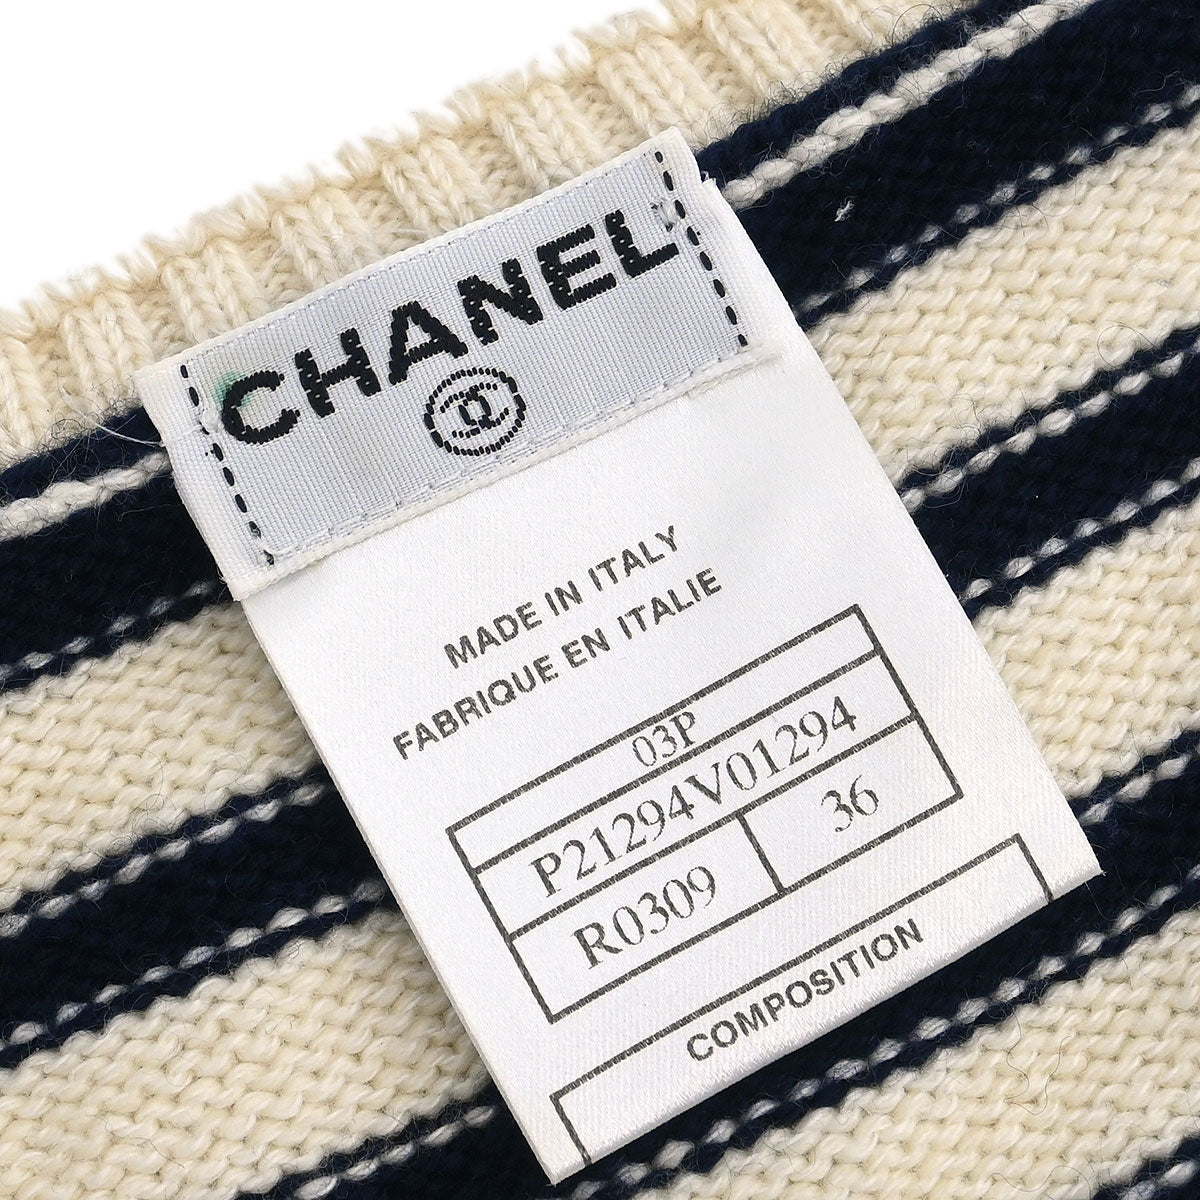 CHANEL
MADE IN ITALY
FABRIQUE EN ITALIE
03P
P21294V01294
R0309 36
COMPOSITION